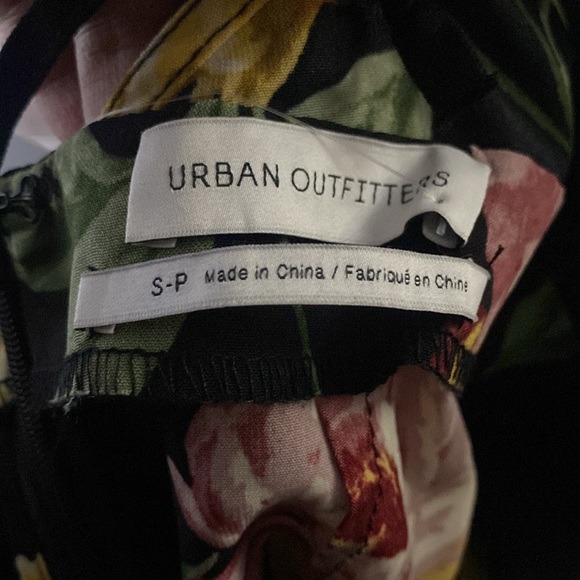 URBAN OUTFITTERS
S-P Made in China / Fabriqué en Chine